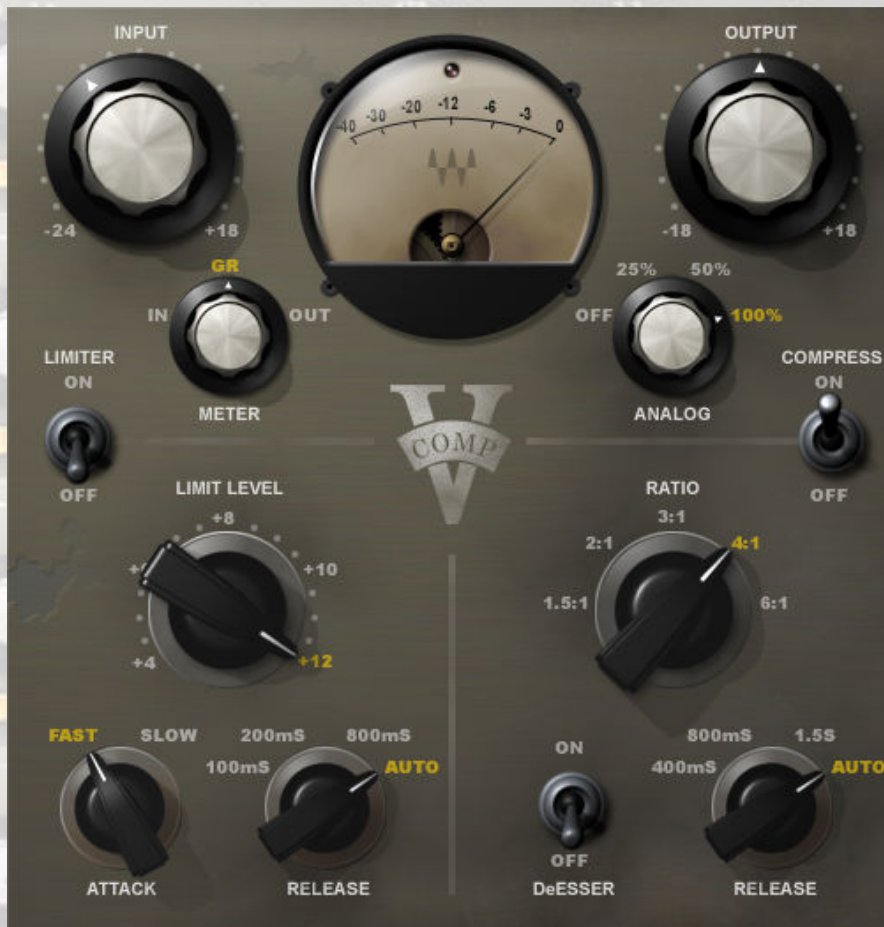 INPUT
OUTPUT
-40 -30 -20 -12 -6 -3 0
-24 +18
-18 +18
GR
25% 50%
IN OUT
OFF 100%
LIMITER
COMPRESS
ON
ON
METER
ANALOG
V COMP
OFF
OFF
LIMIT LEVEL
RATIO
+8
3:1
2:1 4:1
+10
1.5:1 6:1
+4 +12
FAST SLOW
200mS 800mS
100mS AUTO
ON
800mS 1.5S
400mS AUTO
OFF
ATTACK
RELEASE
DeESSER
RELEASE